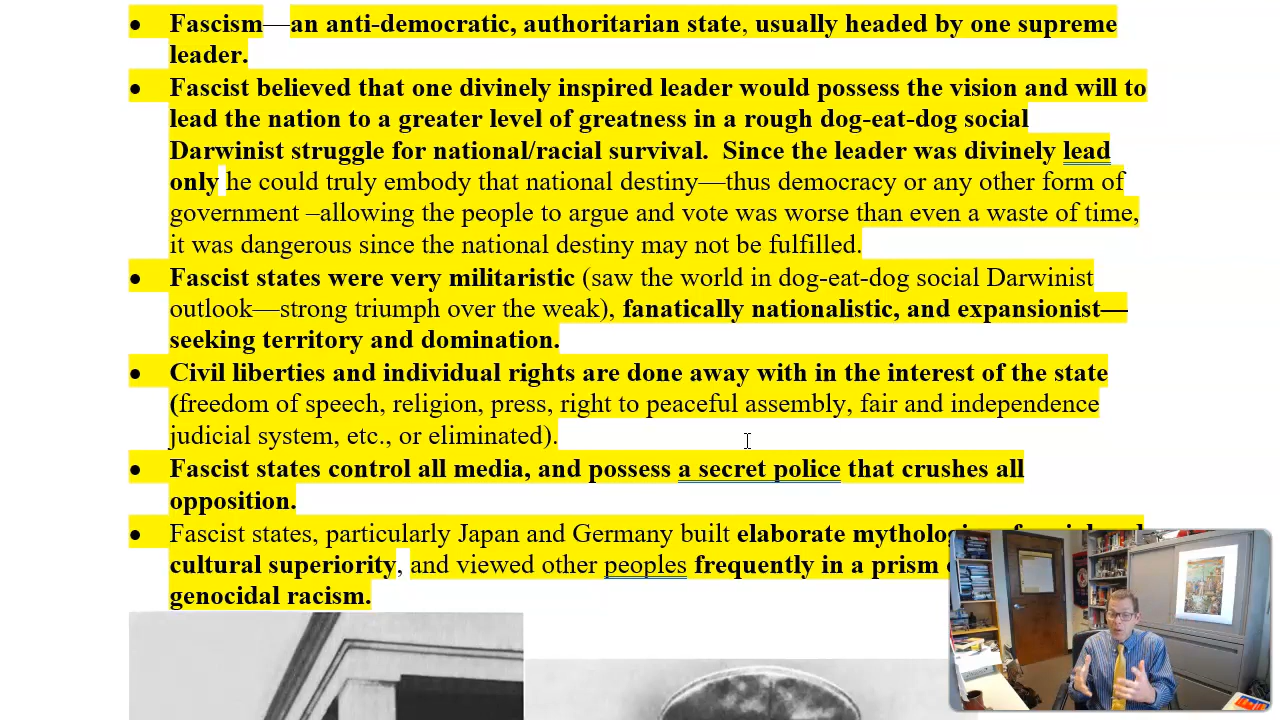 • Fascism—an anti-democratic, authoritarian state, usually headed by one supreme
leader.
• Fascist believed that one divinely inspired leader would possess the vision and will to
lead the nation to a greater level of greatness in a rough dog-eat-dog social
Darwinist struggle for national/racial survival.  Since the leader was divinely lead
only he could truly embody that national destiny—thus democracy or any other form of
government –allowing the people to argue and vote was worse than even a waste of time,
it was dangerous since the national destiny may not be fulfilled.
• Fascist states were very militaristic (saw the world in dog-eat-dog social Darwinist
outlook—strong triumph over the weak), fanatically nationalistic, and expansionist—
seeking territory and domination.
• Civil liberties and individual rights are done away with in the interest of the state
(freedom of speech, religion, press, right to peaceful assembly, fair and independence
judicial system, etc., or eliminated).
• Fascist states control all media, and possess a secret police that crushes all
opposition.
• Fascist states, particularly Japan and Germany built elaborate
cultural superiority, and viewed other peoples frequently in a prism
genocidal racism.